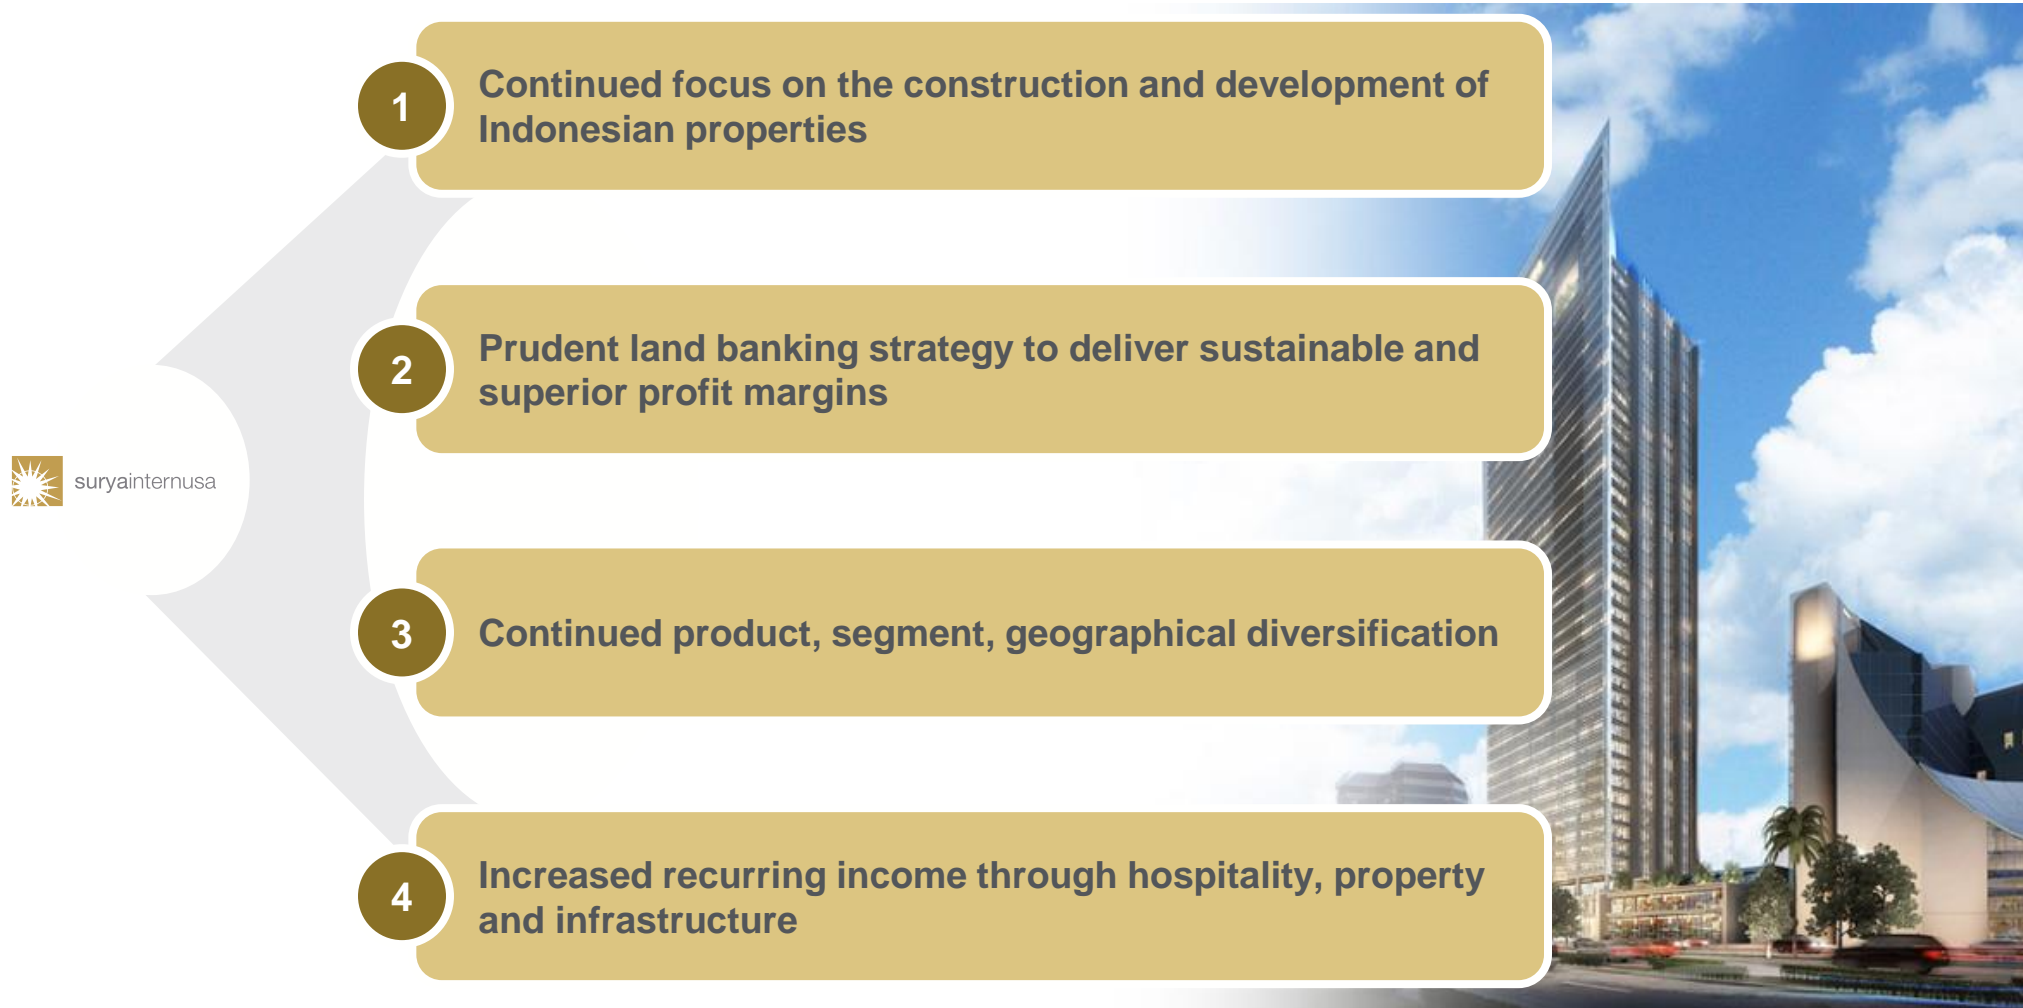 1
Continued focus on the construction and development of
Indonesian properties
2
Prudent land banking strategy to deliver sustainable and
superior profit margins
suryainternusa
3
Continued product, segment, geographical diversification
4
Increased recurring income through hospitality, property
and infrastructure